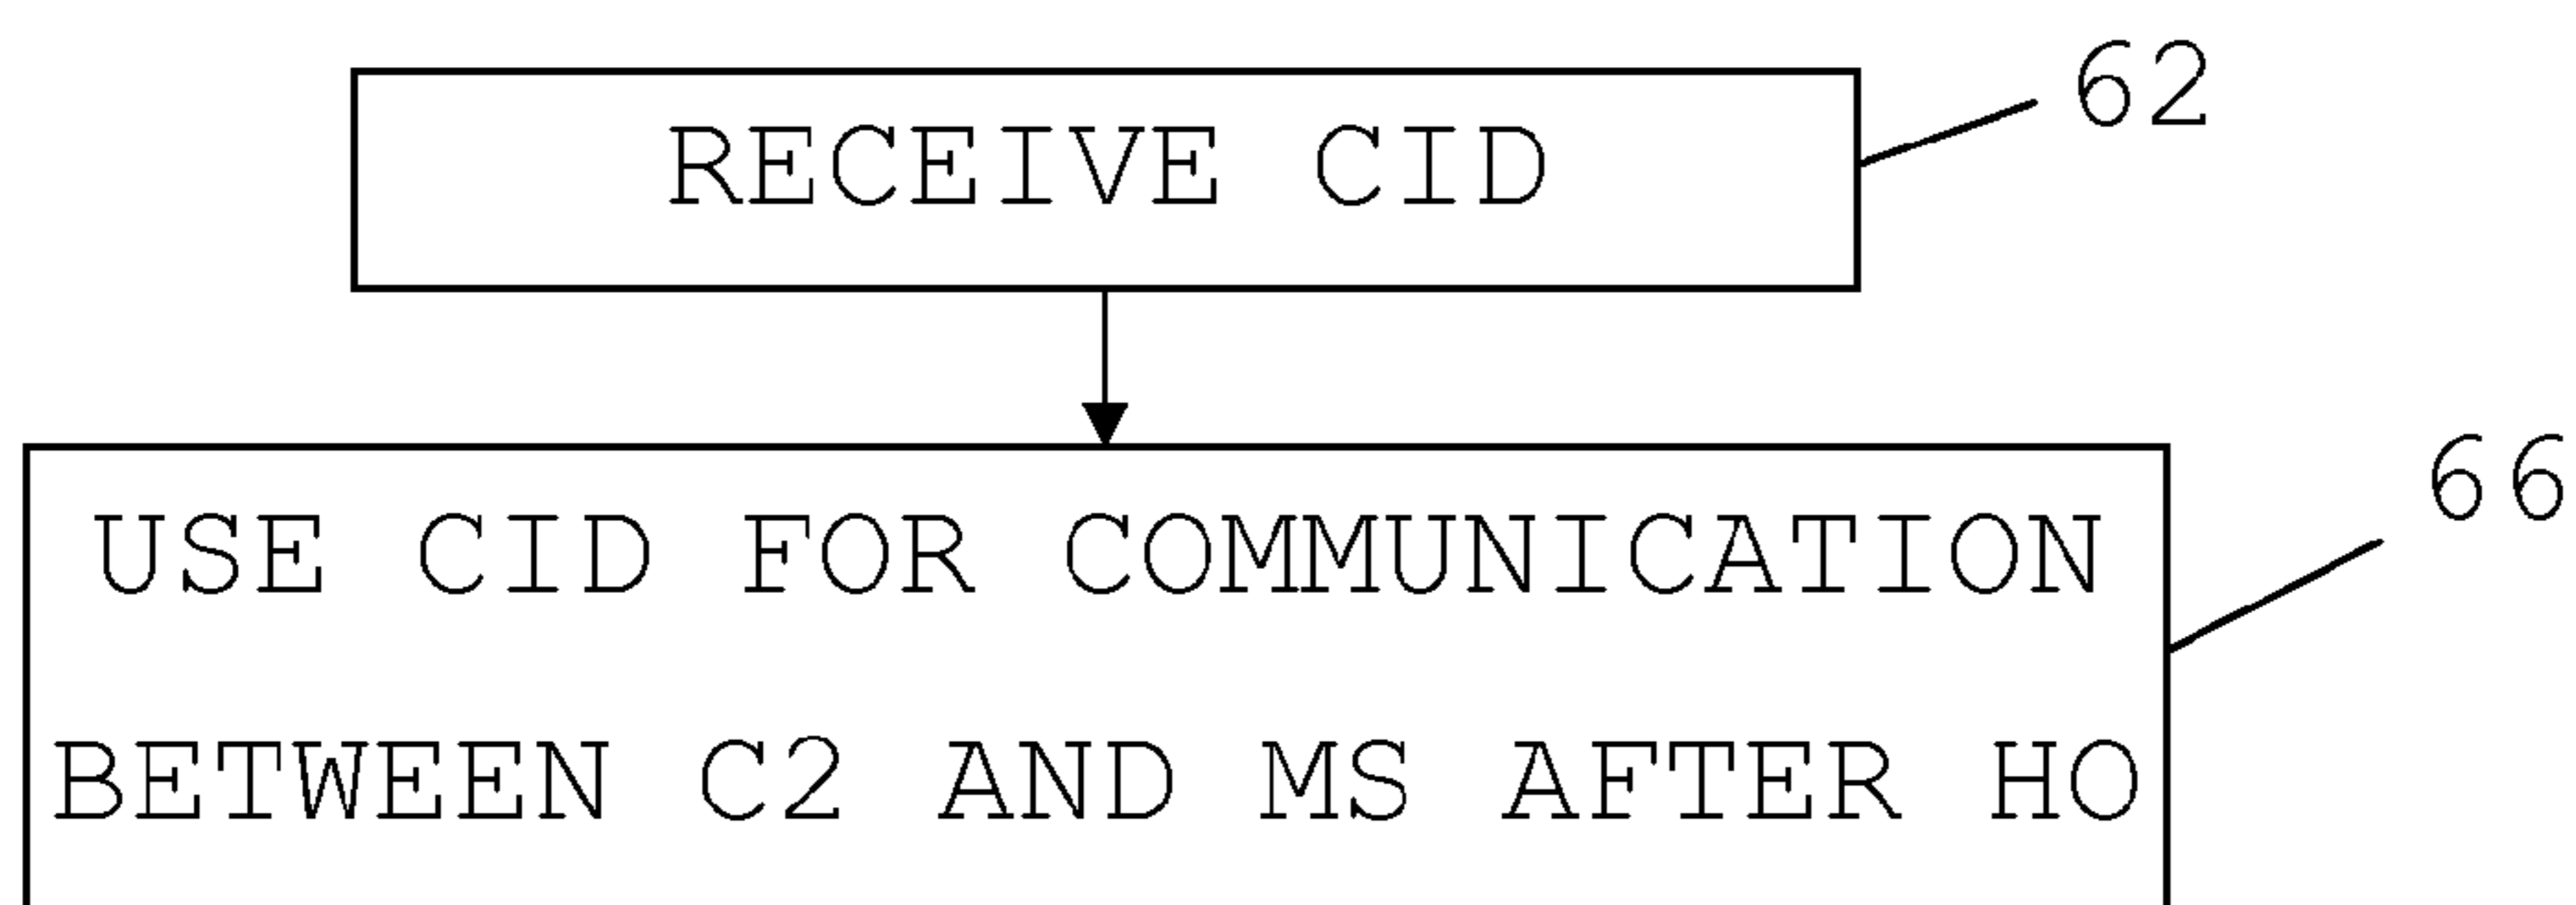 RECEIVE CID
62
66
USE CID FOR COMMUNICATION
BETWEEN C2 AND MS AFTER HO